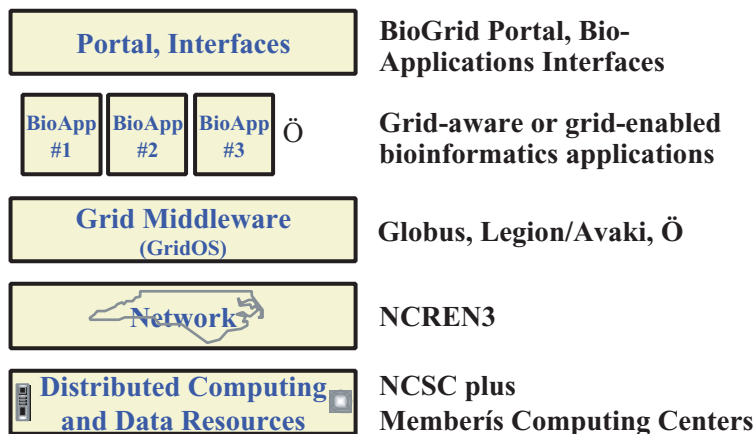 Portal, Interfaces
BioGrid Portal, Bio-
Applications Interfaces
BioApp
#1
BioApp
#2
BioApp
#3
Ö
Grid-aware or grid-enabled
bioinformatics applications
Grid Middleware
(GridOS)
Globus, Legion/Avaki, Ö
Network
NCREN3
Distributed Computing
and Data Resources
NCSC plus
Memberís Computing Centers